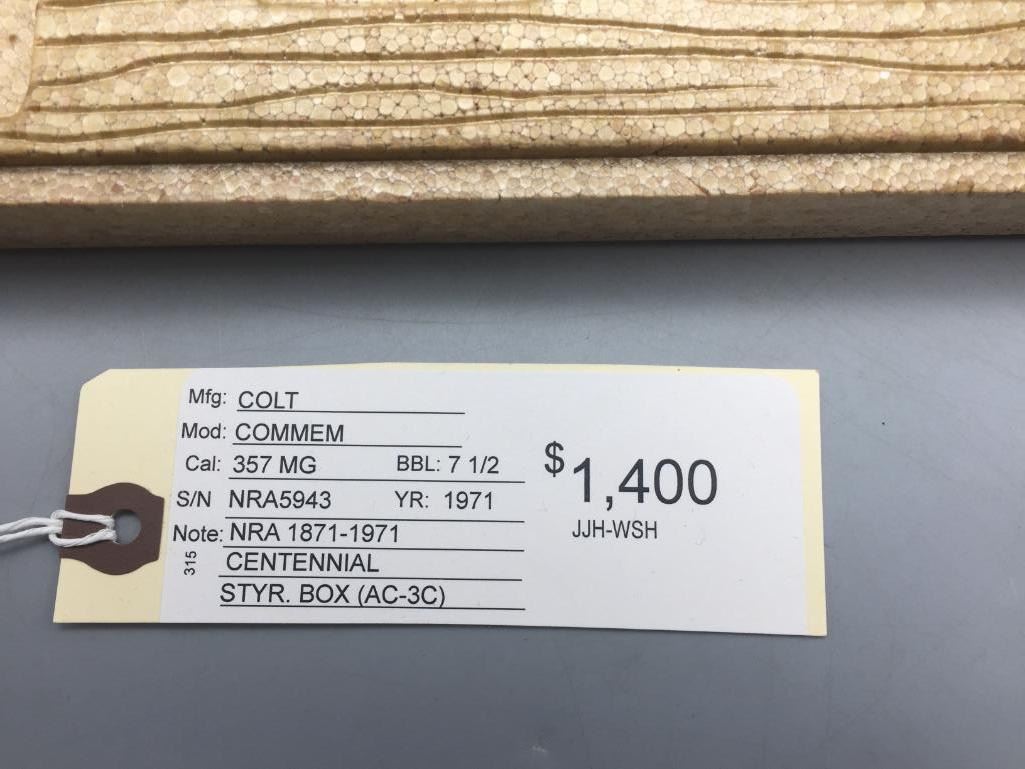 Mfg: COLT
Mod: COMMEM
Cal: 357 MG BBL: 7 1/2
S/N NRA5943 YR: 1971
Note: NRA 1871-1971
CENTENNIAL
STYR. BOX (AC-3C)
315
$1,400
JJH-WSH